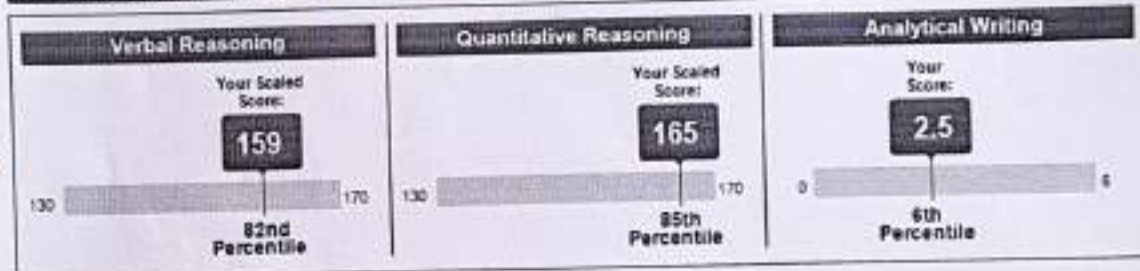 Verbal Reasoning
Your Scaled
Score:
159
130
170
82nd
Percentile
Quantitative Reasoning
Your Scaled
Score:
165
130
170
85th
Percentile
Analytical Writing
Your
Score:
2.5
0
6
6th
Percentile